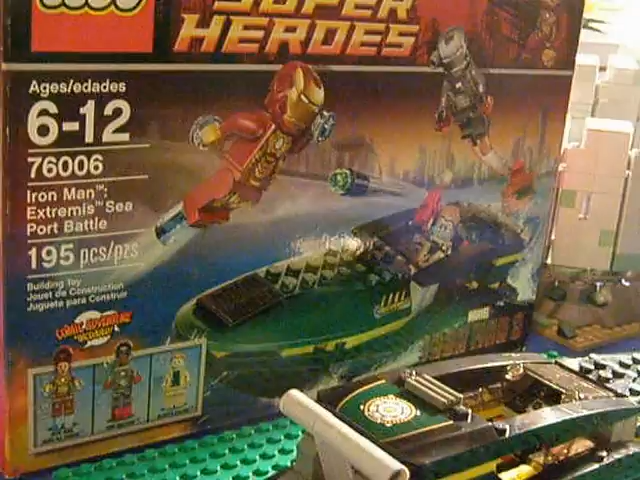 LEGO
SUPER
HEROES
Ages/edades
6-12
76006
Iron Man™:
Extremis™ Sea
Port Battle
195 pcs/pzs
Building Toy
Jouet de Construction
Juguete para Construir